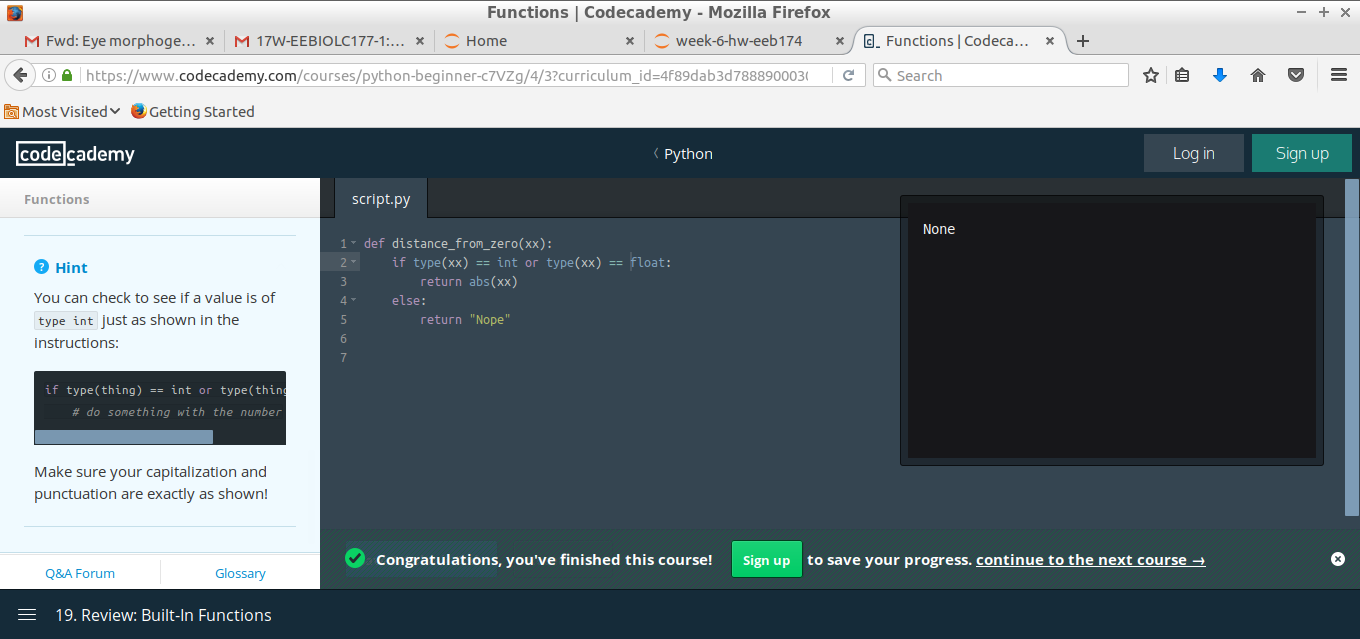 Functions | Codecademy - Mozilla Firefox
Fwd: Eye morphoge... ×
17W-EEBIOLC177-1:... ×
Home ×
week-6-hw-eeb174 ×
Functions | Codeca... ×
https://www.codecademy.com/courses/python-beginner-c7VZg/4/3?curriculum_id=4f89dab3d788890003
Search
Most Visited
Getting Started
codecademy
Python
Log in
Sign up
Functions
script.py
Hint
You can check to see if a value is of
type int just as shown in the
instructions:
if type(thing) == int or type(thing
# do something with the number
Make sure your capitalization and
punctuation are exactly as shown!
Q&A Forum
Glossary
1 def distance_from_zero(xx):
2 if type(xx) == int or type(xx) == float:
3 return abs(xx)
4 else:
5 return "Nope"
6
7
None
Congratulations, you've finished this course! Sign up to save your progress. continue to the next course →
19. Review: Built-In Functions